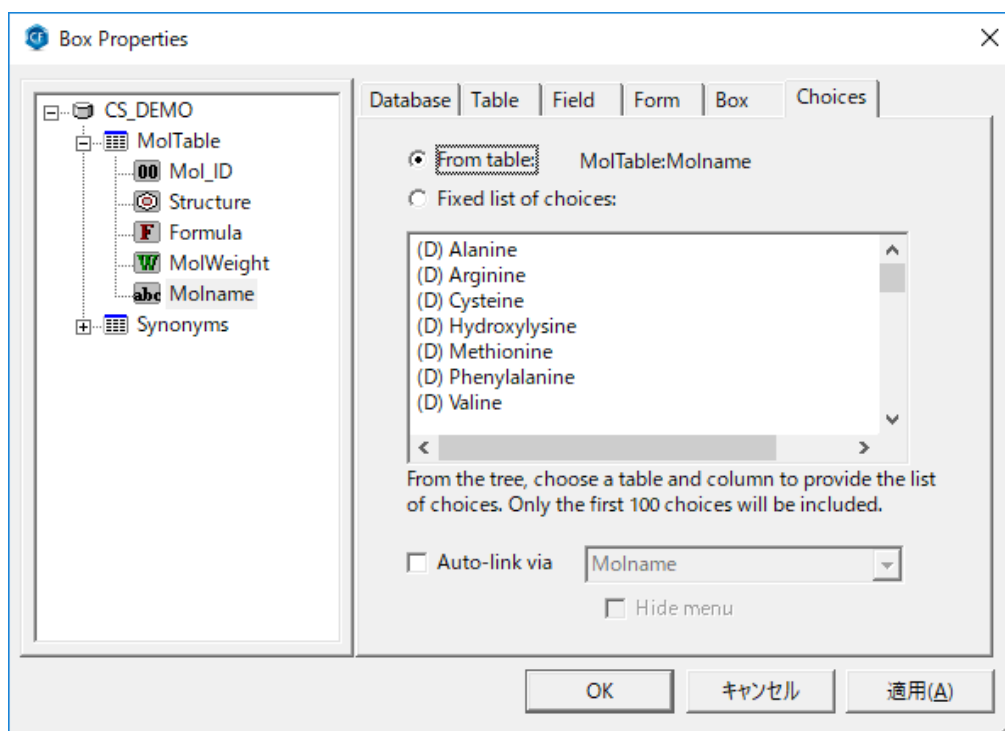 CF Box Properties
CS_DEMO
MolTable
00 Mol_ID
Structure
F Formula
W MolWeight
abc Molname
Synonyms
Database Table Field Form Box Choices
From table: MolTable:Molname
Fixed list of choices:
(D) Alanine
(D) Arginine
(D) Cysteine
(D) Hydroxylysine
(D) Methionine
(D) Phenylalanine
(D) Valine
From the tree, choose a table and column to provide the list
of choices. Only the first 100 choices will be included.
Auto-link via Molname
Hide menu
OK キャンセル 適用(A)